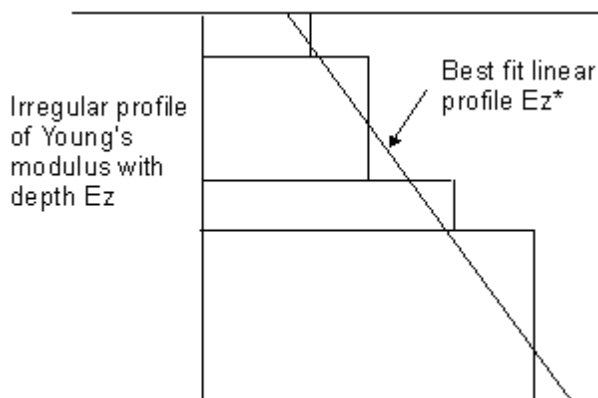 Irregular profile
of Young's
modulus with
depth Ez
Best fit linear
profile Ez*